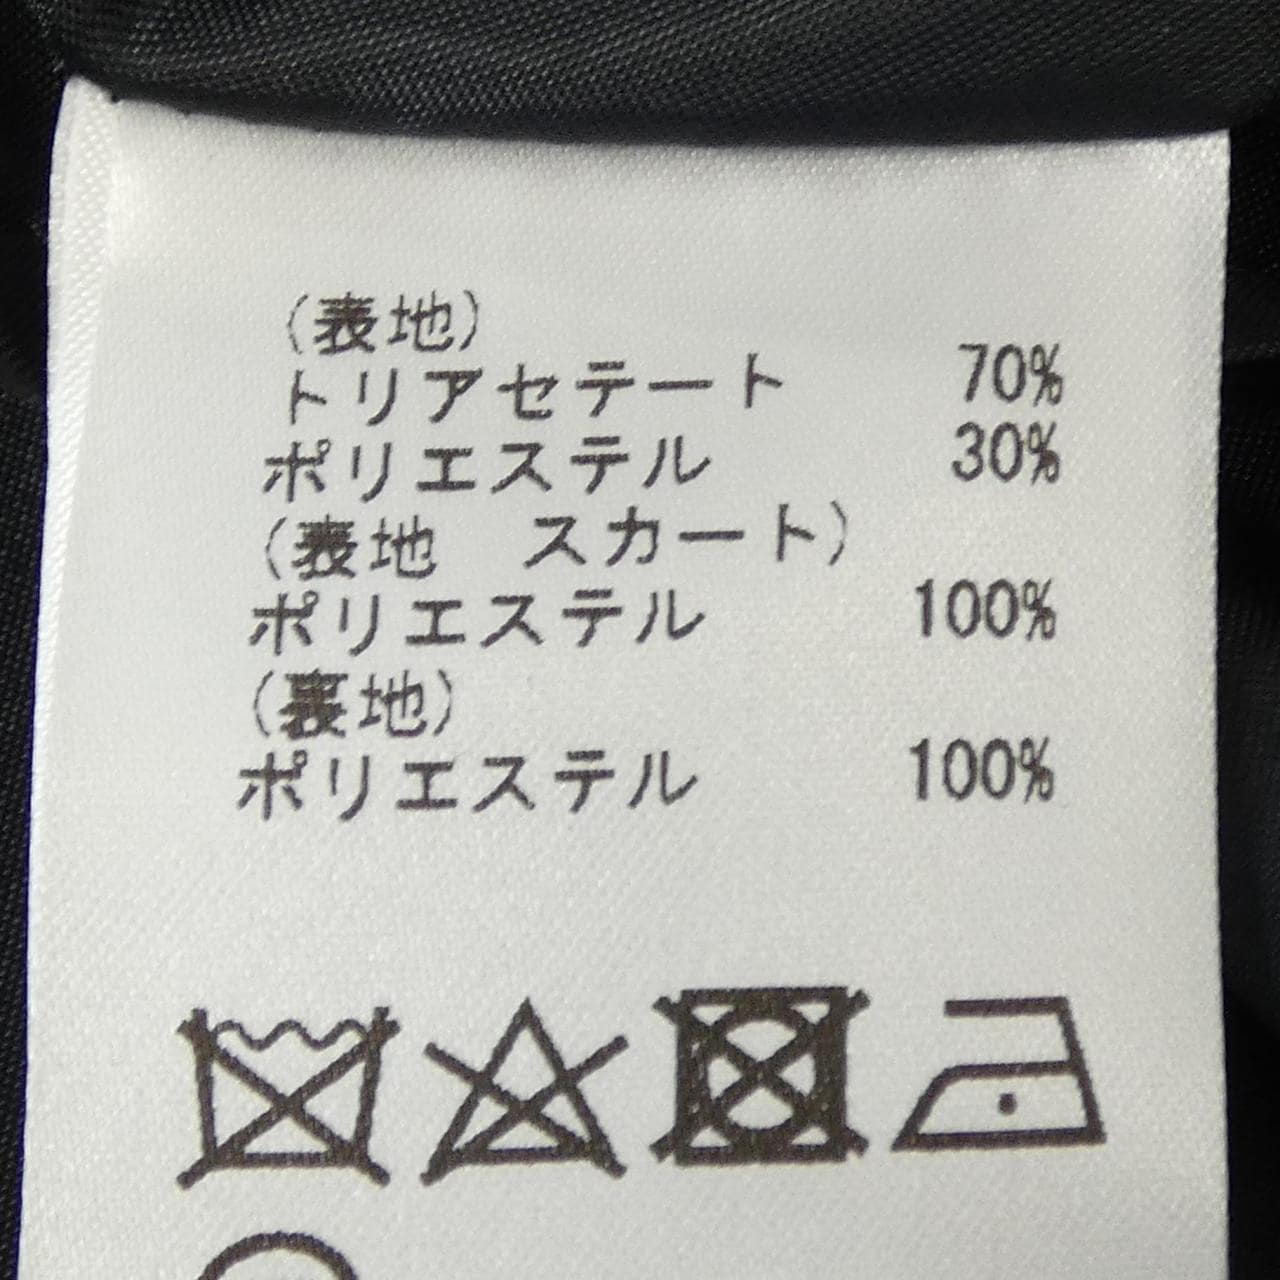 (表地)
トリアセテート 70%
ポリエステル 30%
(表地 スカート)
ポリエステル 100%
(裏地)
ポリエステル 100%